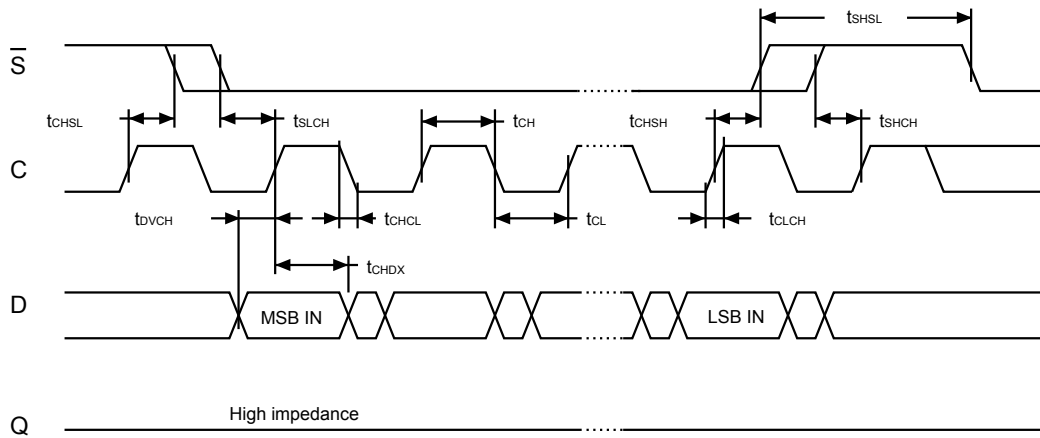 tSHSL
S̅
tCHSL
tSLCH
tCH
tCHSH
tSHCH
C
tDVCH
tCHCL
tCL
tCLCH
tCHDX
D
MSB IN
LSB IN
High impedance
Q